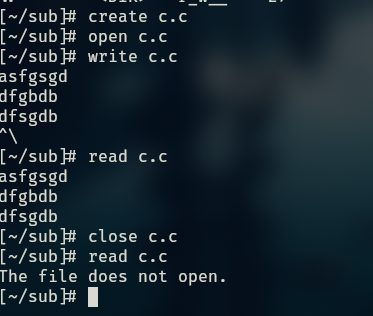 [~/sub]# create c.c
[~/sub]# open c.c
[~/sub]# write c.c
asfgsgd
dfgbdb
dfsgdb
^\
[~/sub]# read c.c
asfgsgd
dfgbdb
dfsgdb
[~/sub]# close c.c
[~/sub]# read c.c
The file does not open.
[~/sub]#